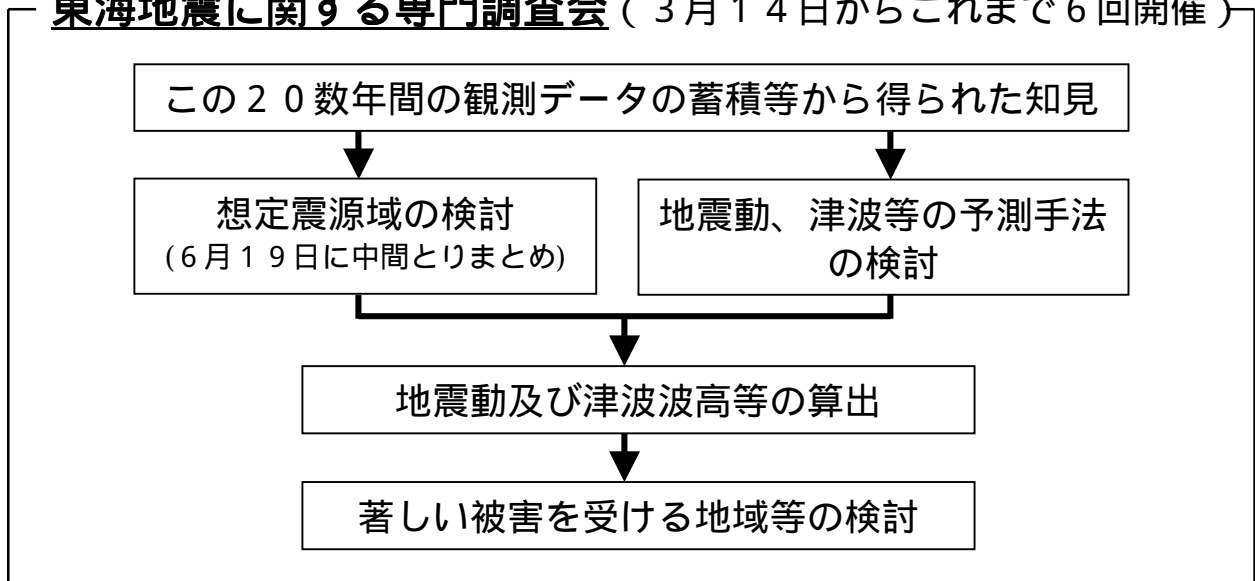 東海地震に関する専門調査会（３月１４日からこれまで６回開催）
この２０数年間の観測データの蓄積等から得られた知見
想定震源域の検討
(６月１９日に中間とりまとめ)
地震動、津波等の予測手法
の検討
地震動及び津波波高等の算出
著しい被害を受ける地域等の検討